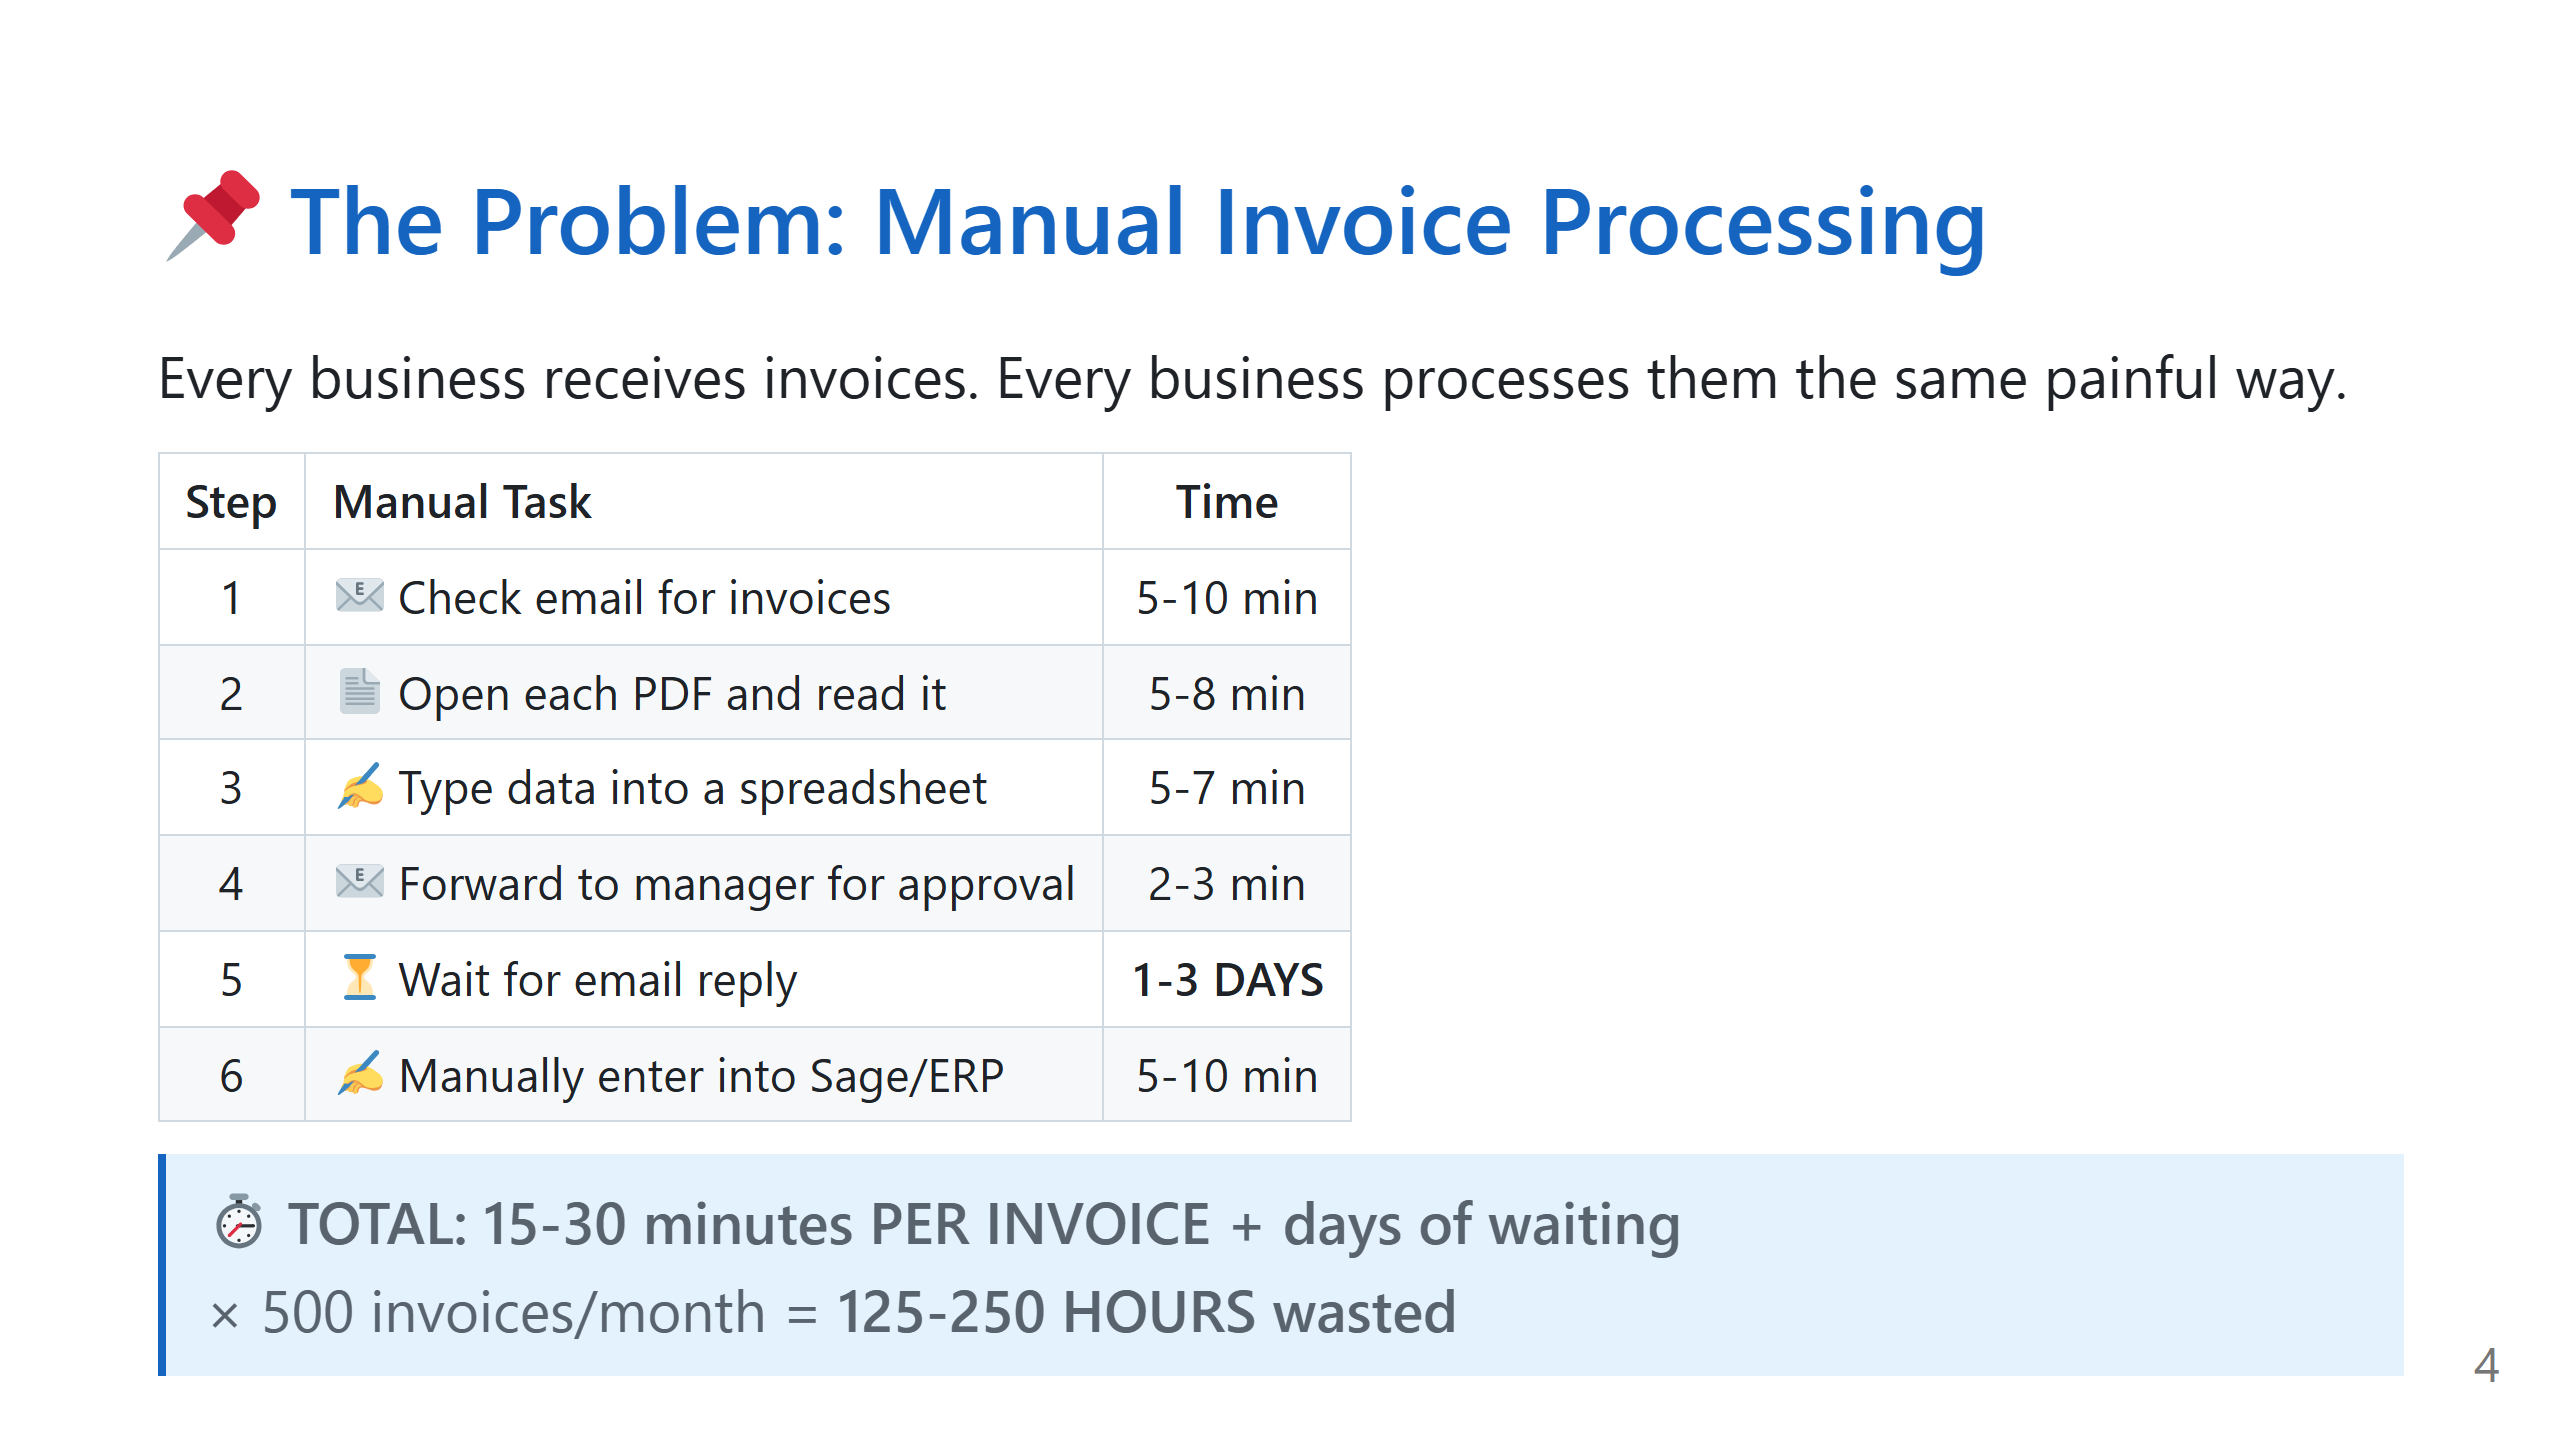 📌 The Problem: Manual Invoice Processing
Every business receives invoices. Every business processes them the same painful way.
Step Manual Task Time
1 📧 Check email for invoices 5-10 min
2 📄 Open each PDF and read it 5-8 min
3 ✍️ Type data into a spreadsheet 5-7 min
4 📧 Forward to manager for approval 2-3 min
5 ⏳ Wait for email reply 1-3 DAYS
6 ✍️ Manually enter into Sage/ERP 5-10 min
⏱️ TOTAL: 15-30 minutes PER INVOICE + days of waiting
× 500 invoices/month = 125-250 HOURS wasted
4